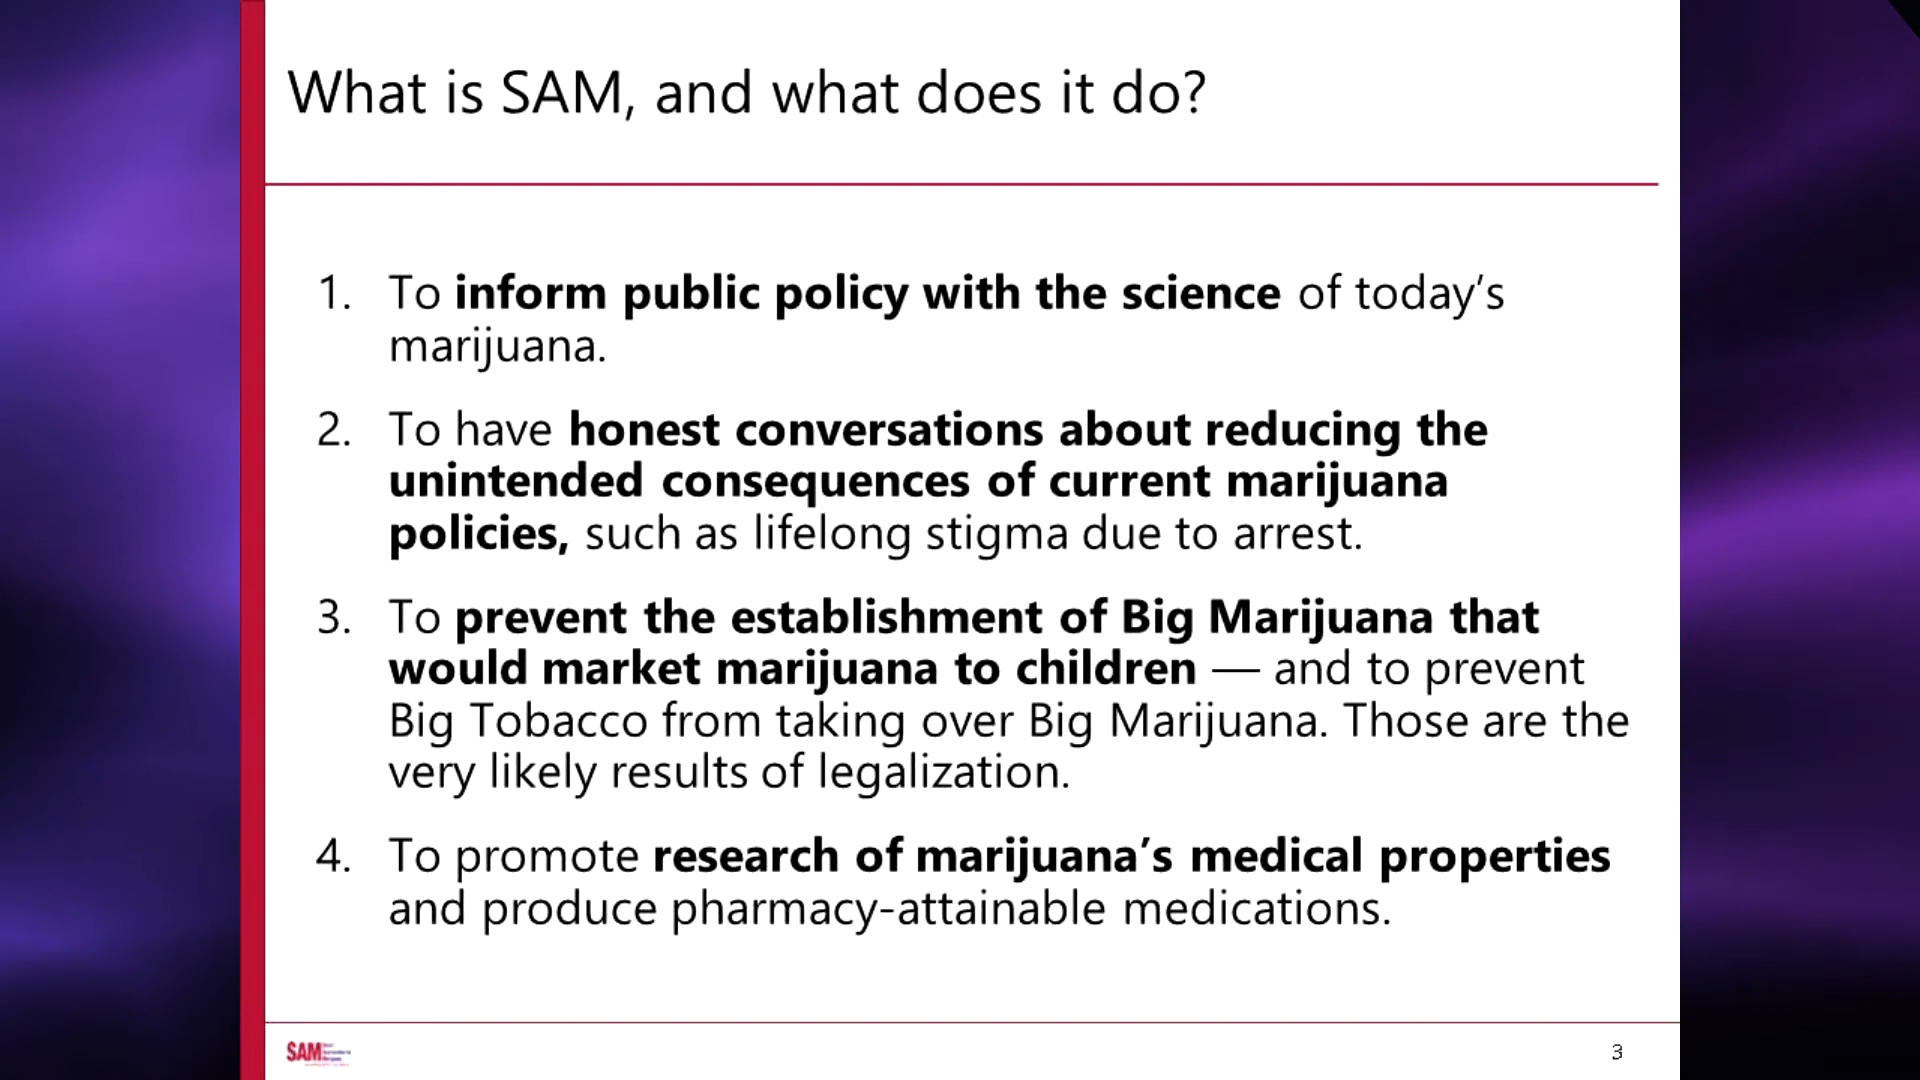 What is SAM, and what does it do?
1. To inform public policy with the science of today’s
marijuana.
2. To have honest conversations about reducing the
unintended consequences of current marijuana
policies, such as lifelong stigma due to arrest.
3. To prevent the establishment of Big Marijuana that
would market marijuana to children — and to prevent
Big Tobacco from taking over Big Marijuana. Those are the
very likely results of legalization.
4. To promote research of marijuana’s medical properties
and produce pharmacy-attainable medications.
SAM
3